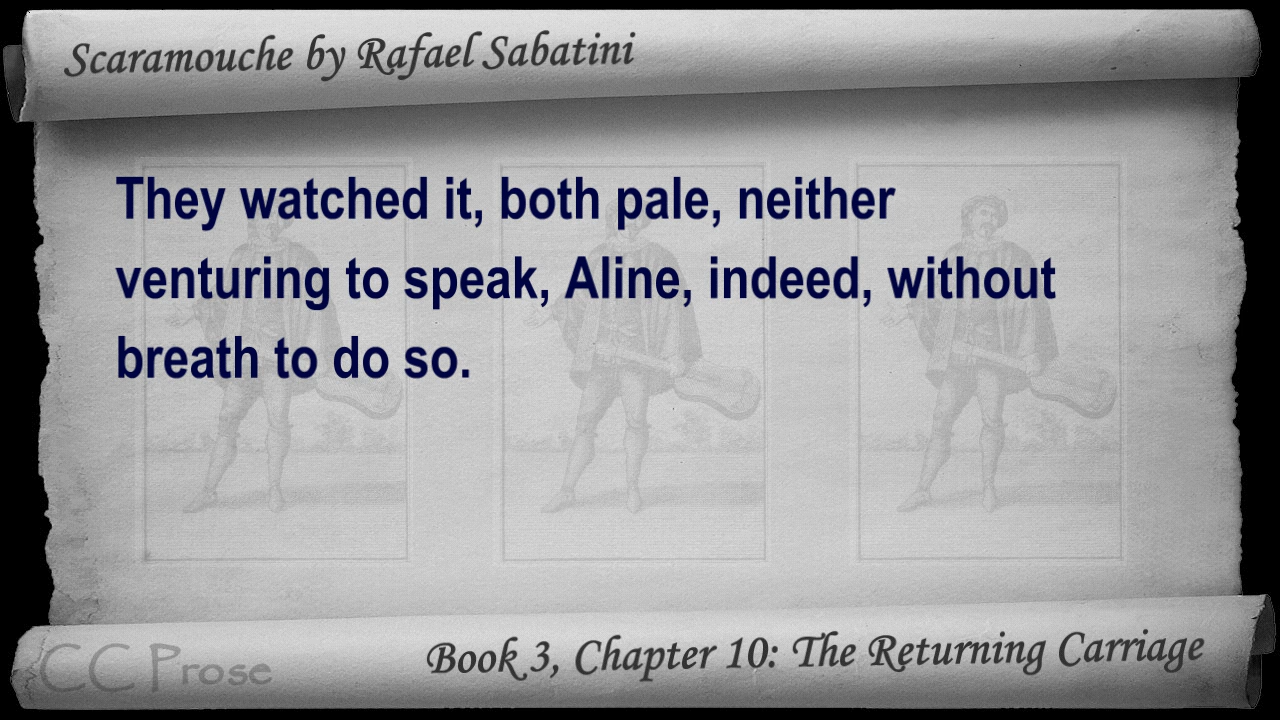 Scaramouche by Rafael Sabatini
They watched it, both pale, neither
venturing to speak, Aline, indeed, without
breath to do so.
CC Prose
Book 3, Chapter 10: The Returning Carriage